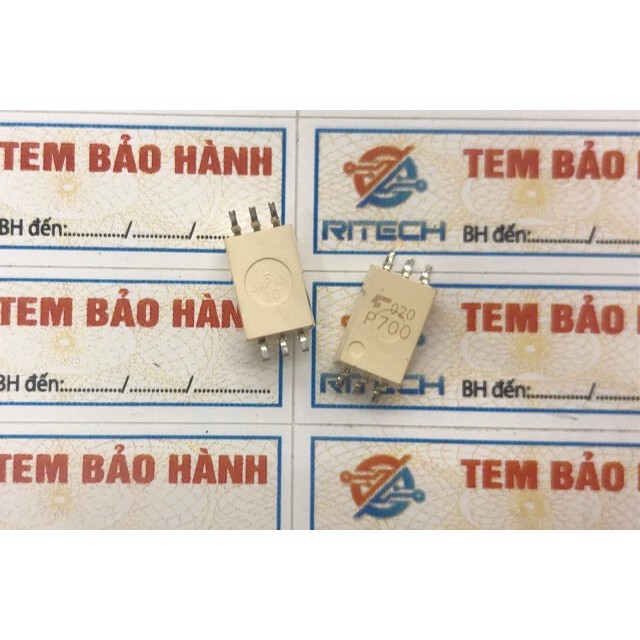 TEM BẢO HÀNH
BH đến:............/............/............
TEM BẢO H
RITECH
BH đến:............
TEM BẢO HÀN
BH đến:............/............/............
020
P700
TEM BẢO H
RITECH
BH đến:............/
TEM BẢO HÀNH
TEM BẢO H